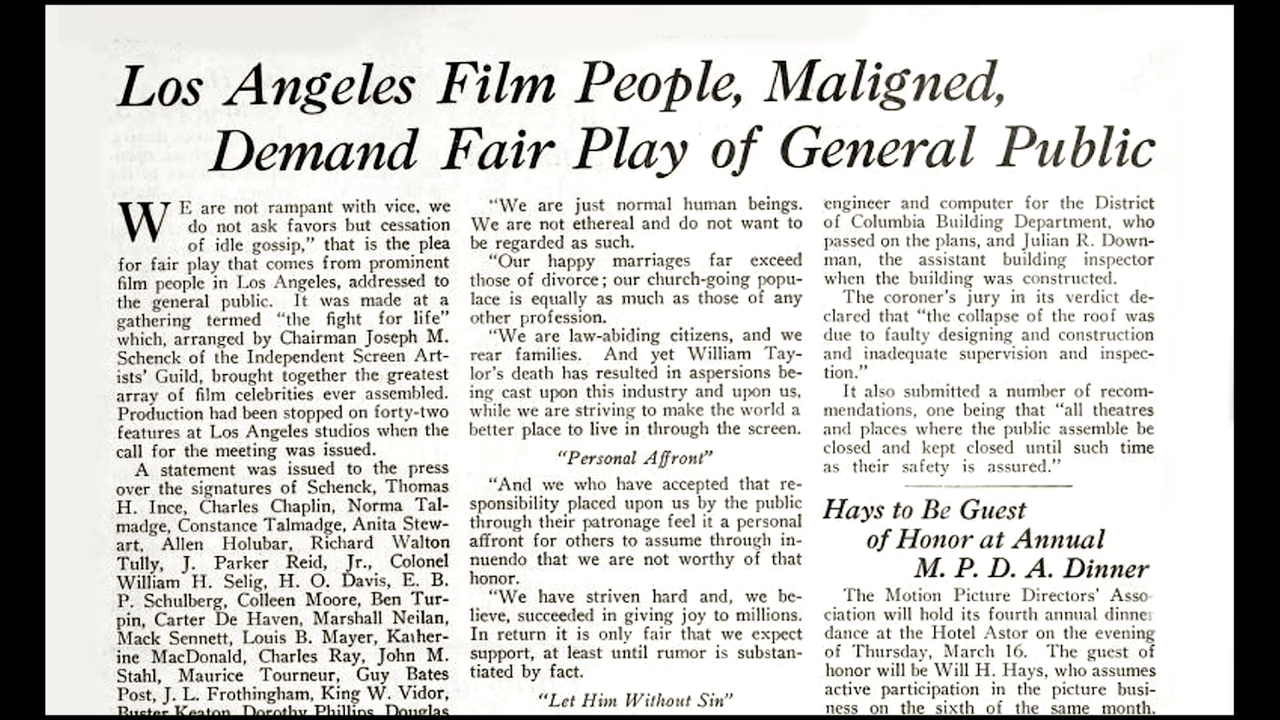 Los Angeles Film People, Maligned,
Demand Fair Play of General Public
WE are not rampant with vice, we
do not ask favors but cessation
of idle gossip,” that is the plea
for fair play that comes from prominent
film people in Los Angeles, addressed to
the general public. It was made at a
gathering termed “the fight for life”
which, arranged by Chairman Joseph M.
Schenck of the Independent Screen Art-
ists’ Guild, brought together the greatest
array of film celebrities ever assembled.
Production had been stopped on forty-two
features at Los Angeles studios when the
call for the meeting was issued.
A statement was issued to the press
over the signatures of Schenck, Thomas
H. Ince, Charles Chaplin, Norma Tal-
madge, Constance Talmadge, Anita Stew-
art, Allen Holubar, Richard Walton
Tully, J. Parker Reid, Jr., Colonel
William H. Selig, H. O. Davis, E. B.
P. Schulberg, Colleen Moore, Ben Tur-
pin, Carter De Haven, Marshall Neilan,
Mack Sennett, Louis B. Mayer, Kather-
ine MacDonald, Charles Ray, John M.
Stahl, Maurice Tourneur, Guy Bates
Post, J. L. Frothingham, King W. Vidor,
Buster Keaton, Dorothy Phillips, Douglas
“We are just normal human beings.
We are not ethereal and do not want to
be regarded as such.
“Our happy marriages far exceed
those of divorce; our church-going popu-
lace is equally as much as those of any
other profession.
“We are law-abiding citizens, and we
rear families. And yet William Tay-
lor’s death has resulted in aspersions be-
ing cast upon this industry and upon us,
while we are striving to make the world a
better place to live in through the screen.
“Personal Affront”
“And we who have accepted that re-
sponsibility placed upon us by the public
through their patronage feel it a personal
affront for others to assume through in-
nuendo that we are not worthy of that
honor.
“We have striven hard and, we be-
lieve, succeeded in giving joy to millions.
In return it is only fair that we expect
support, at least until rumor is substan-
tiated by fact.
“Let Him Without Sin”
engineer and computer for the District
of Columbia Building Department, who
passed on the plans, and Julian R. Down-
man, the assistant building inspector
when the building was constructed.
The coroner’s jury in its verdict de-
clared that “the collapse of the roof was
due to faulty designing and construction
and inadequate supervision and inspec-
tion.”
It also submitted a number of recom-
mendations, one being that “all theatres
and places where the public assemble be
closed and kept closed until such time
as their safety is assured.”
Hays to Be Guest
of Honor at Annual
M. P. D. A. Dinner
The Motion Picture Directors’ Asso-
ciation will hold its fourth annual dinner
dance at the Hotel Astor on the evening
of Thursday, March 16. The guest of
honor will be Will H. Hays, who assumes
active participation in the picture busi-
ness on the sixth of the same month.